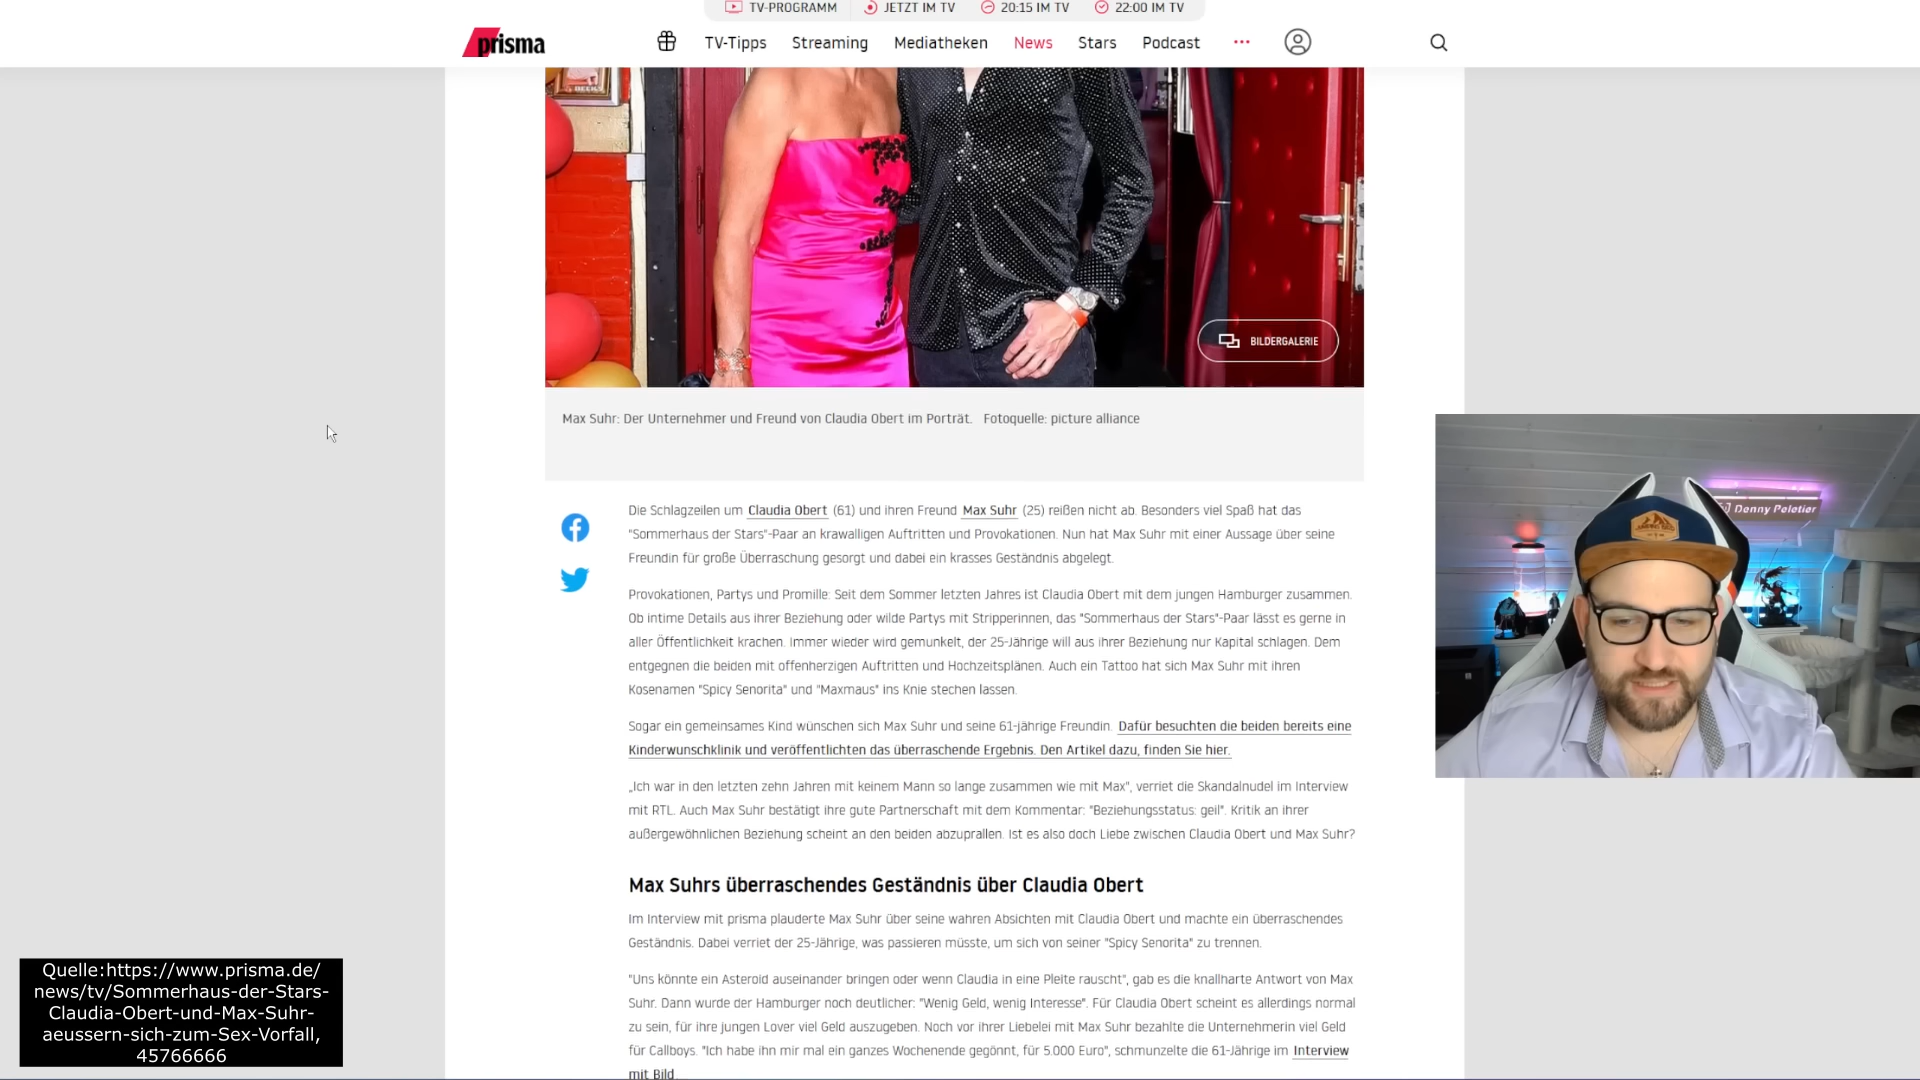 TV-PROGRAMM JETZT IM TV 20:15 IM TV 22:00 IM TV
prisma TV-Tipps Streaming Mediatheken News Stars Podcast
BILDERGALERIE
Max Suhr: Der Unternehmer und Freund von Claudia Obert im Porträt. Fotoquelle: picture alliance
Die Schlagzeilen um Claudia Obert (61) und ihren Freund Max Suhr (25) reißen nicht ab. Besonders viel Spaß hat das
"Sommerhaus der Stars"-Paar an krawalligen Auftritten und Provokationen. Nun hat Max Suhr mit einer Aussage über seine
Freundin für große Überraschung gesorgt und dabei ein krasses Geständnis abgelegt.
Provokationen, Partys und Promille: Seit dem Sommer letzten Jahres ist Claudia Obert mit dem jungen Hamburger zusammen.
Ob intime Details aus ihrer Beziehung oder wilde Partys mit Stripperinnen, das "Sommerhaus der Stars"-Paar lässt es gerne in
aller Öffentlichkeit krachen. Immer wieder wird gemunkelt, der 25-Jährige will aus ihrer Beziehung nur Kapital schlagen. Dem
entgegnen die beiden mit offenherzigen Auftritten und Hochzeitsplänen. Auch ein Tattoo hat sich Max Suhr mit ihren
Kosenamen "Spicy Senorita" und "Maxmaus" ins Knie stechen lassen.
Sogar ein gemeinsames Kind wünschen sich Max Suhr und seine 61-jährige Freundin. Dafür besuchten die beiden bereits eine
Kinderwunschklinik und veröffentlichten das überraschende Ergebnis. Den Artikel dazu, finden Sie hier.
„Ich war in den letzten zehn Jahren mit keinem Mann so lange zusammen wie mit Max", verriet die Skandalnudel im Interview
mit RTL. Auch Max Suhr bestätigt ihre gute Partnerschaft mit dem Kommentar: "Beziehungsstatus: geil". Kritik an ihrer
außergewöhnlichen Beziehung scheint an den beiden abzuprallen. Ist es also doch Liebe zwischen Claudia Obert und Max Suhr?
Max Suhrs überraschendes Geständnis über Claudia Obert
Im Interview mit prisma plauderte Max Suhr über seine wahren Absichten mit Claudia Obert und machte ein überraschendes
Geständnis. Dabei verriet der 25-Jährige, was passieren müsste, um sich von seiner "Spicy Senorita" zu trennen.
"Uns könnte ein Asteroid auseinander bringen oder wenn Claudia in eine Pleite rauscht", gab es die knallharte Antwort von Max
Suhr. Dann wurde der Hamburger noch deutlicher: "Wenig Geld, wenig Interesse". Für Claudia Obert scheint es allerdings normal
zu sein, für ihre jungen Lover viel Geld auszugeben. Noch vor ihrer Liebelei mit Max Suhr bezahlte die Unternehmerin viel Geld
für Callboys. "Ich habe ihn mir mal ein ganzes Wochenende gegönnt, für 5.000 Euro", schmunzelte die 61-Jährige im Interview
mit Bild.
Danny Peletier
Quelle:https://www.prisma.de/
news/tv/Sommerhaus-der-Stars-
Claudia-Obert-und-Max-Suhr-
aeussern-sich-zum-Sex-Vorfall,
45766666